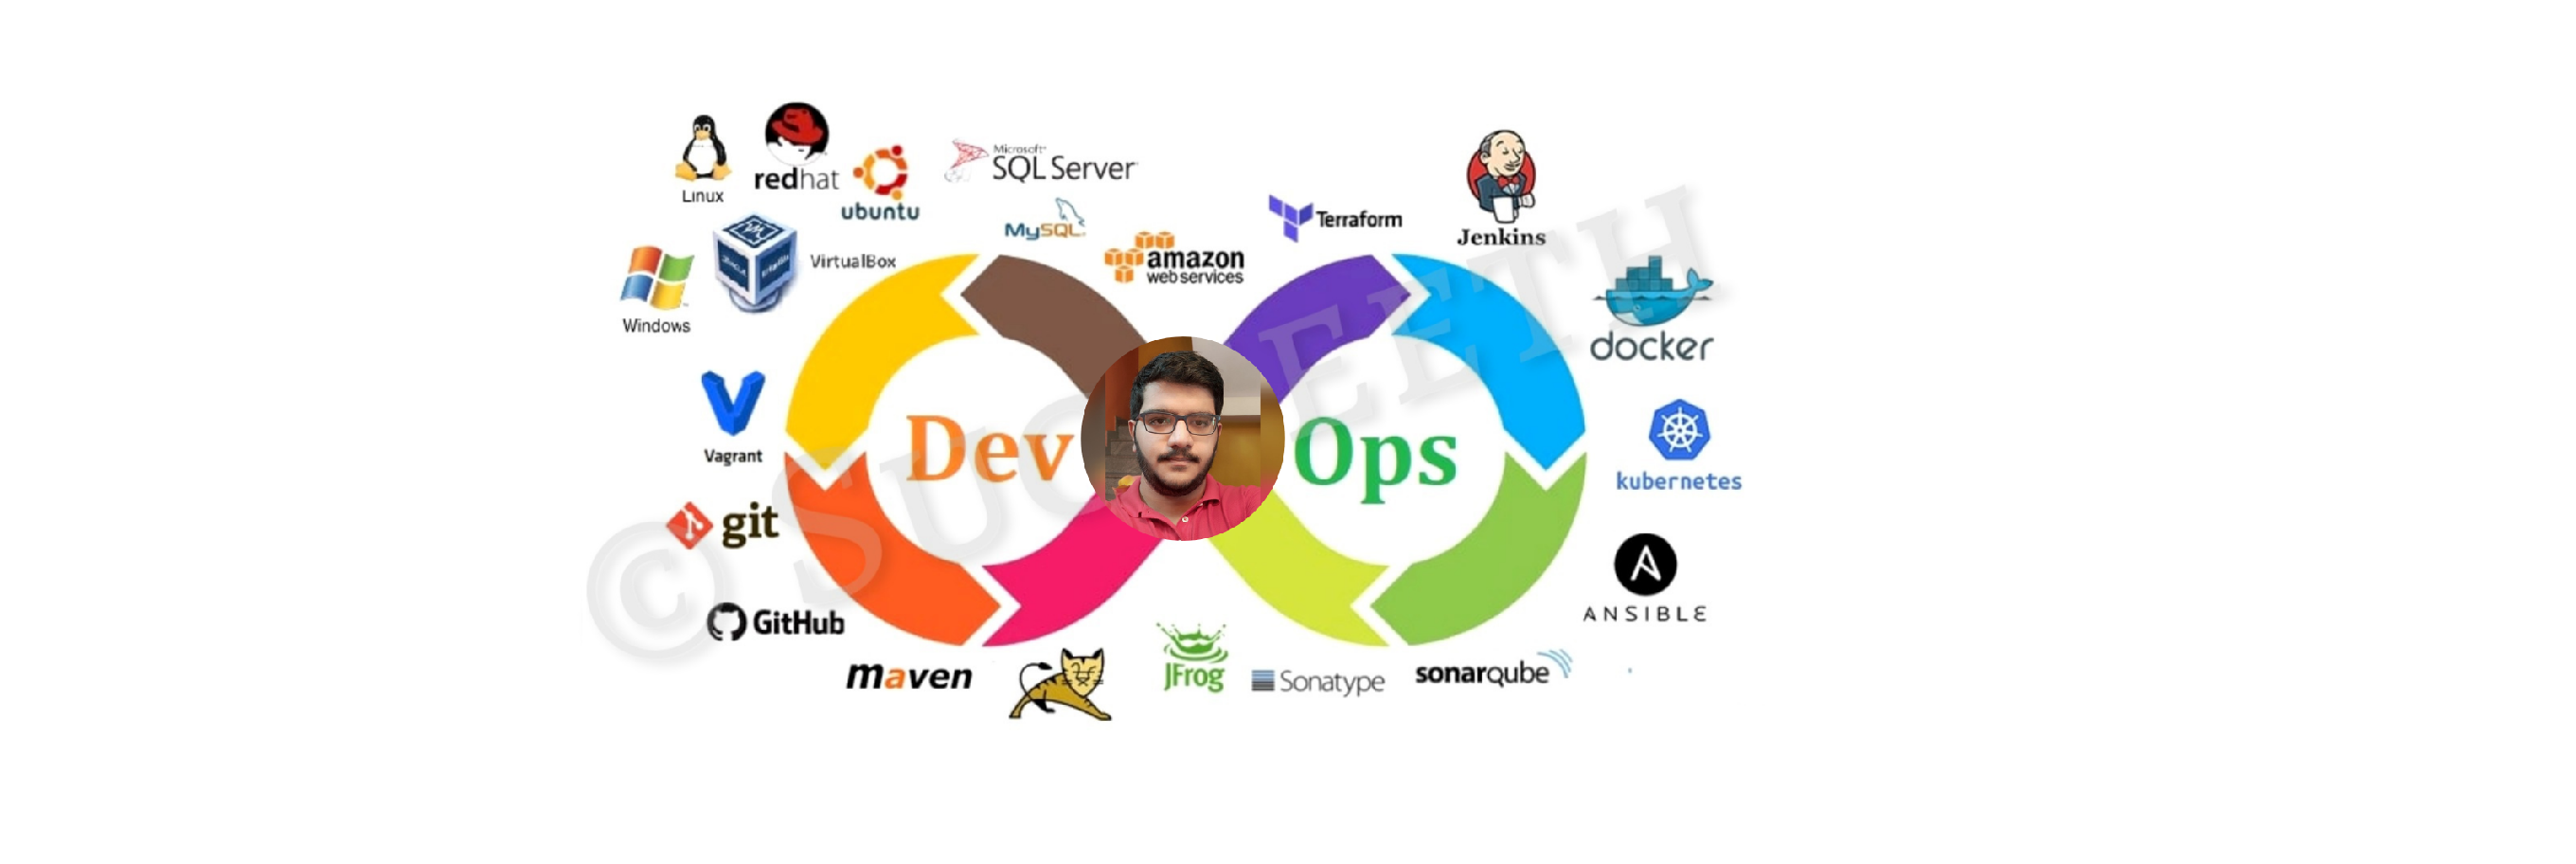 Linux
redhat
ubuntu
Microsoft
SQL Server
MySQL
amazon
web services
Terraform
Jenkins
VirtualBox
Windows
docker
Vagrant
Dev
Ops
kubernetes
git
ANSIBLE
GitHub
maven
JFrog
Sonatype
sonarqube